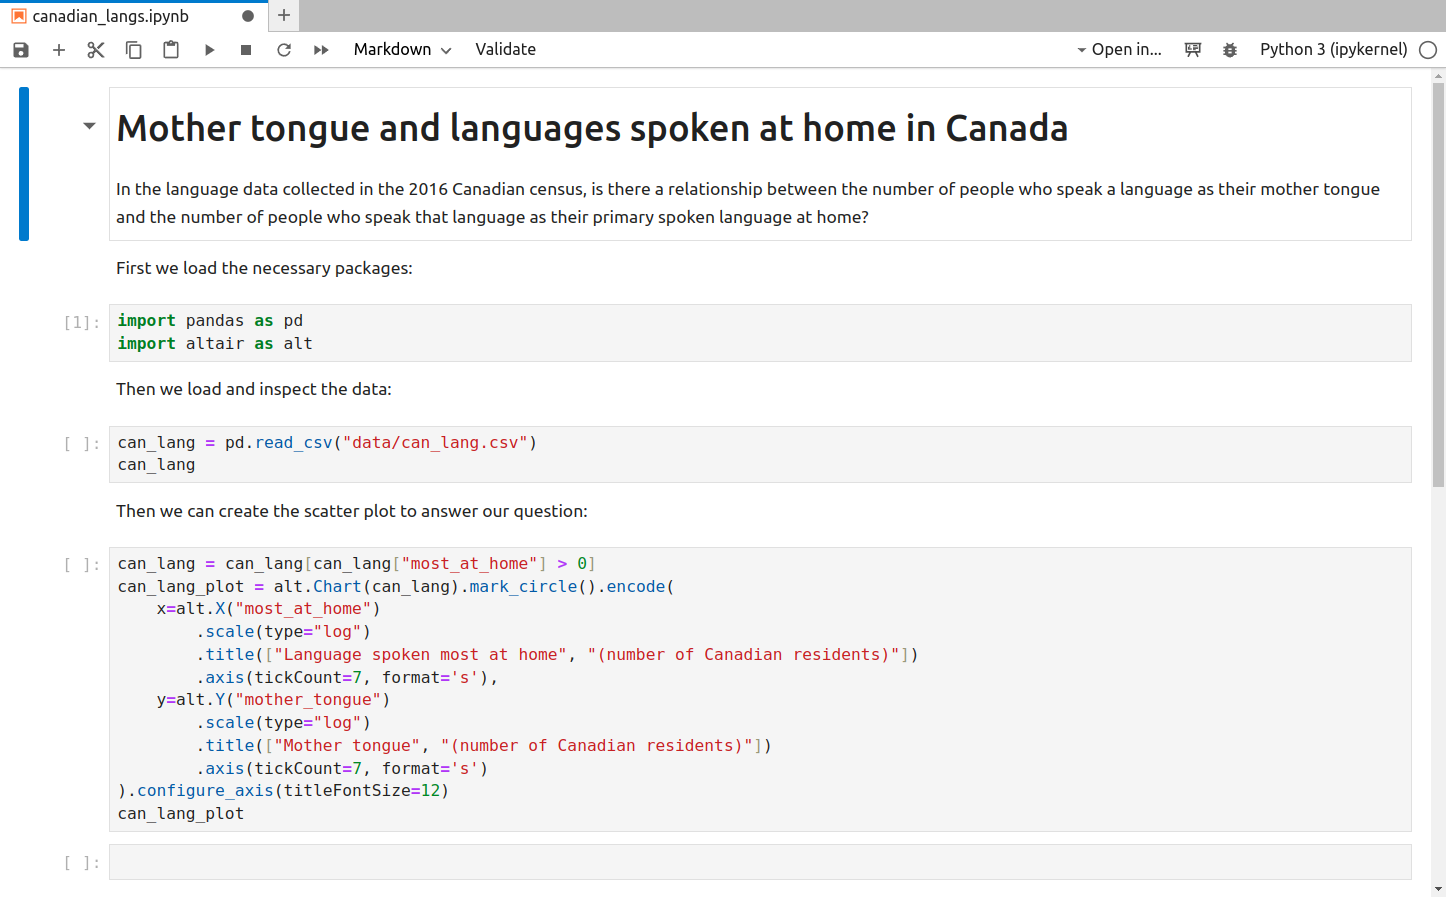 canadian_langs.ipynb
Markdown Validate Open in... Python 3 (ipykernel)
Mother tongue and languages spoken at home in Canada
In the language data collected in the 2016 Canadian census, is there a relationship between the number of people who speak a language as their mother tongue
and the number of people who speak that language as their primary spoken language at home?
First we load the necessary packages:
[1]: import pandas as pd
import altair as alt
Then we load and inspect the data:
[ ]: can_lang = pd.read_csv("data/can_lang.csv")
can_lang
Then we can create the scatter plot to answer our question:
[ ]: can_lang = can_lang[can_lang["most_at_home"] > 0]
can_lang_plot = alt.Chart(can_lang).mark_circle().encode(
    x=alt.X("most_at_home")
        .scale(type="log")
        .title(["Language spoken most at home", "(number of Canadian residents)"])
        .axis(tickCount=7, format='s'),
    y=alt.Y("mother_tongue")
        .scale(type="log")
        .title(["Mother tongue", "(number of Canadian residents)"])
        .axis(tickCount=7, format='s')
).configure_axis(titleFontSize=12)
can_lang_plot
[ ]: